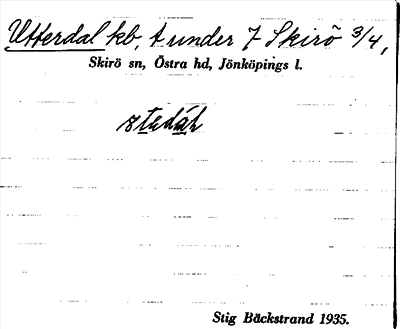 Utterdal kb, t under 7 Skirö 3/4,
Skirö sn, Östra hd, Jönköpings l.
Stig Bäckstrand 1935.